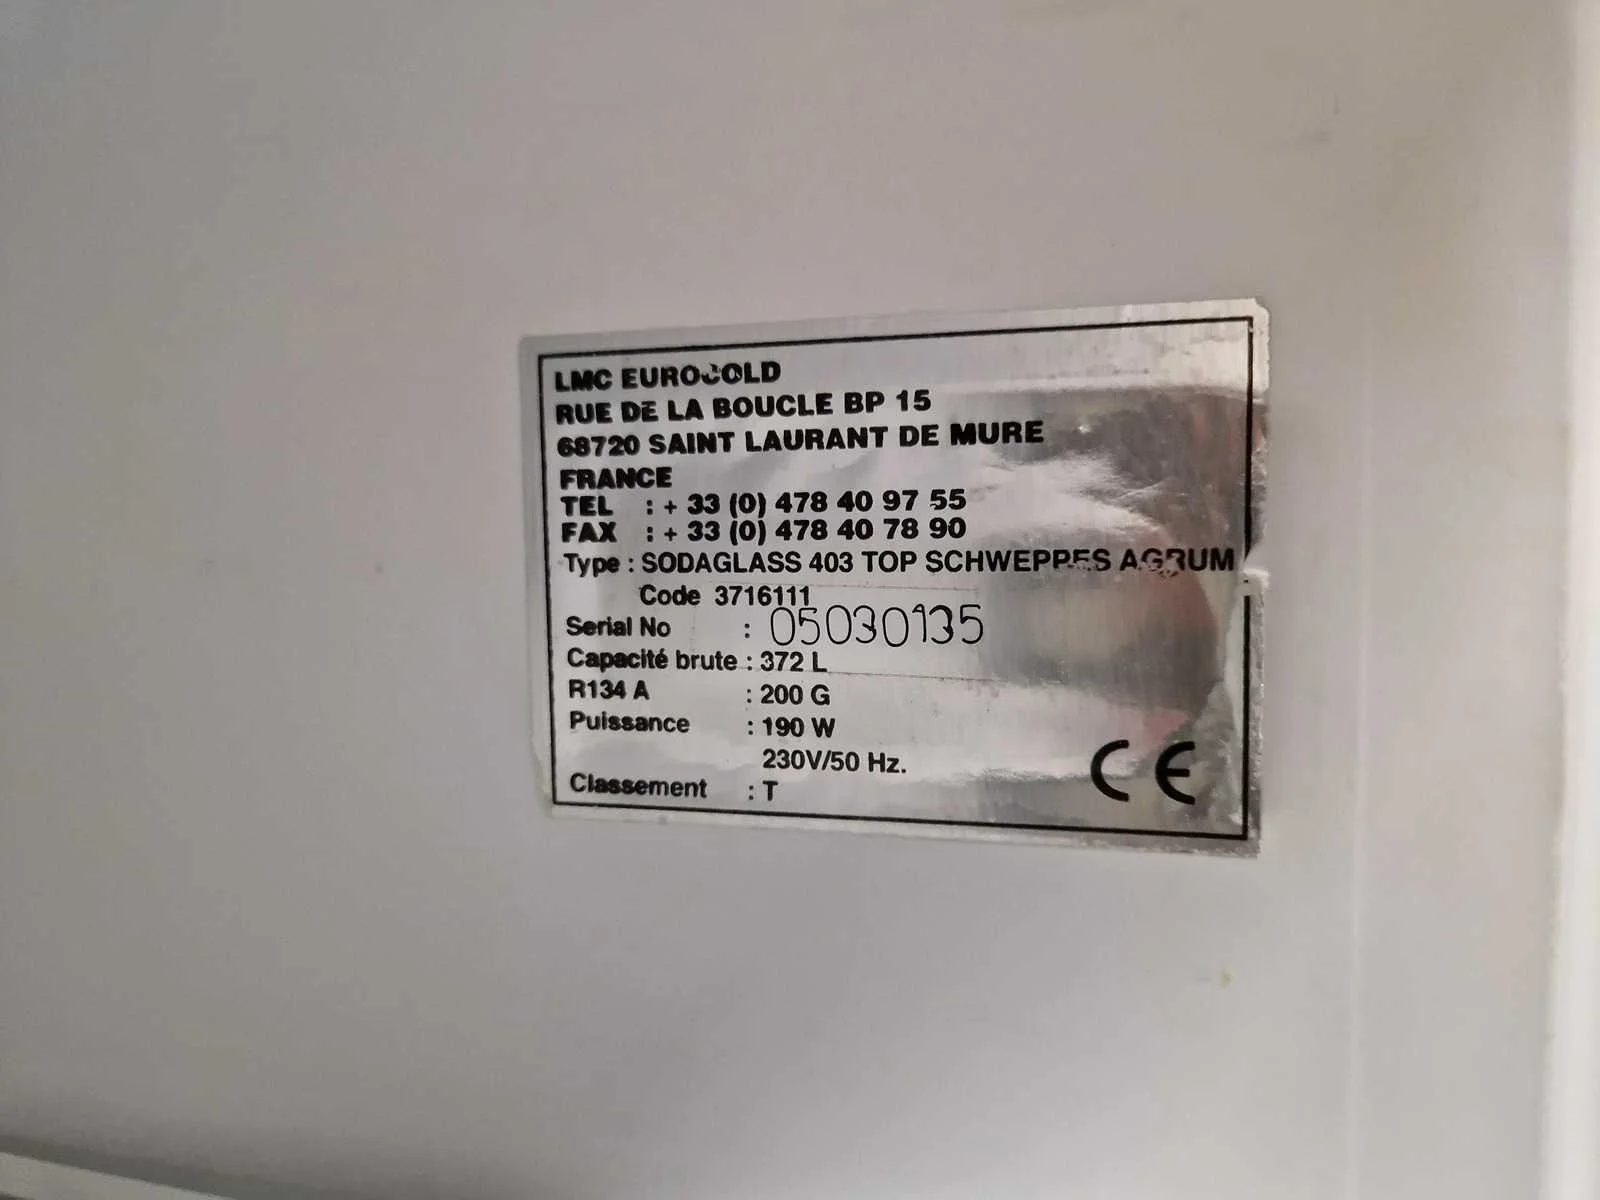 LMC EUROCOLD
RUE DE LA BOUCLE BP 15
68720 SAINT LAURANT DE MURE
FRANCE
TEL : + 33 (0) 478 40 97 55
FAX : + 33 (0) 478 40 78 90
Type : SODAGLASS 403 TOP SCHWEPPES AGRUM
Code 3716111
Serial No : 05030135
Capacité brute : 372 L
R134 A : 200 G
Puissance : 190 W
230V/50 Hz.
Classement : T
CE